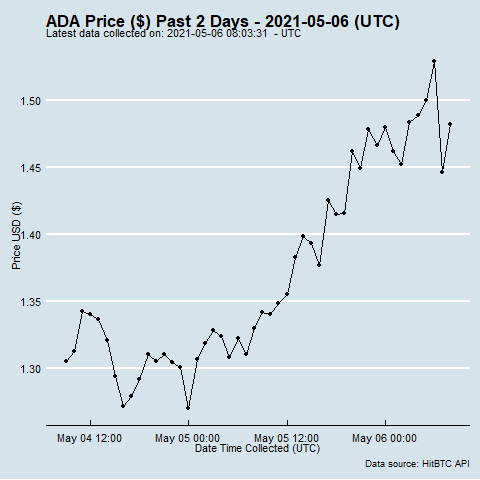 ADA Price ($) Past 2 Days - 2021-05-06 (UTC)
Latest data collected on: 2021-05-06 08:03:31 - UTC
1.50
1.45
1.40
1.35
1.30
Price USD ($)
May 04 12:00
May 05 00:00
May 05 12:00
May 06 00:00
Date Time Collected (UTC)
Data source: HitBTC API